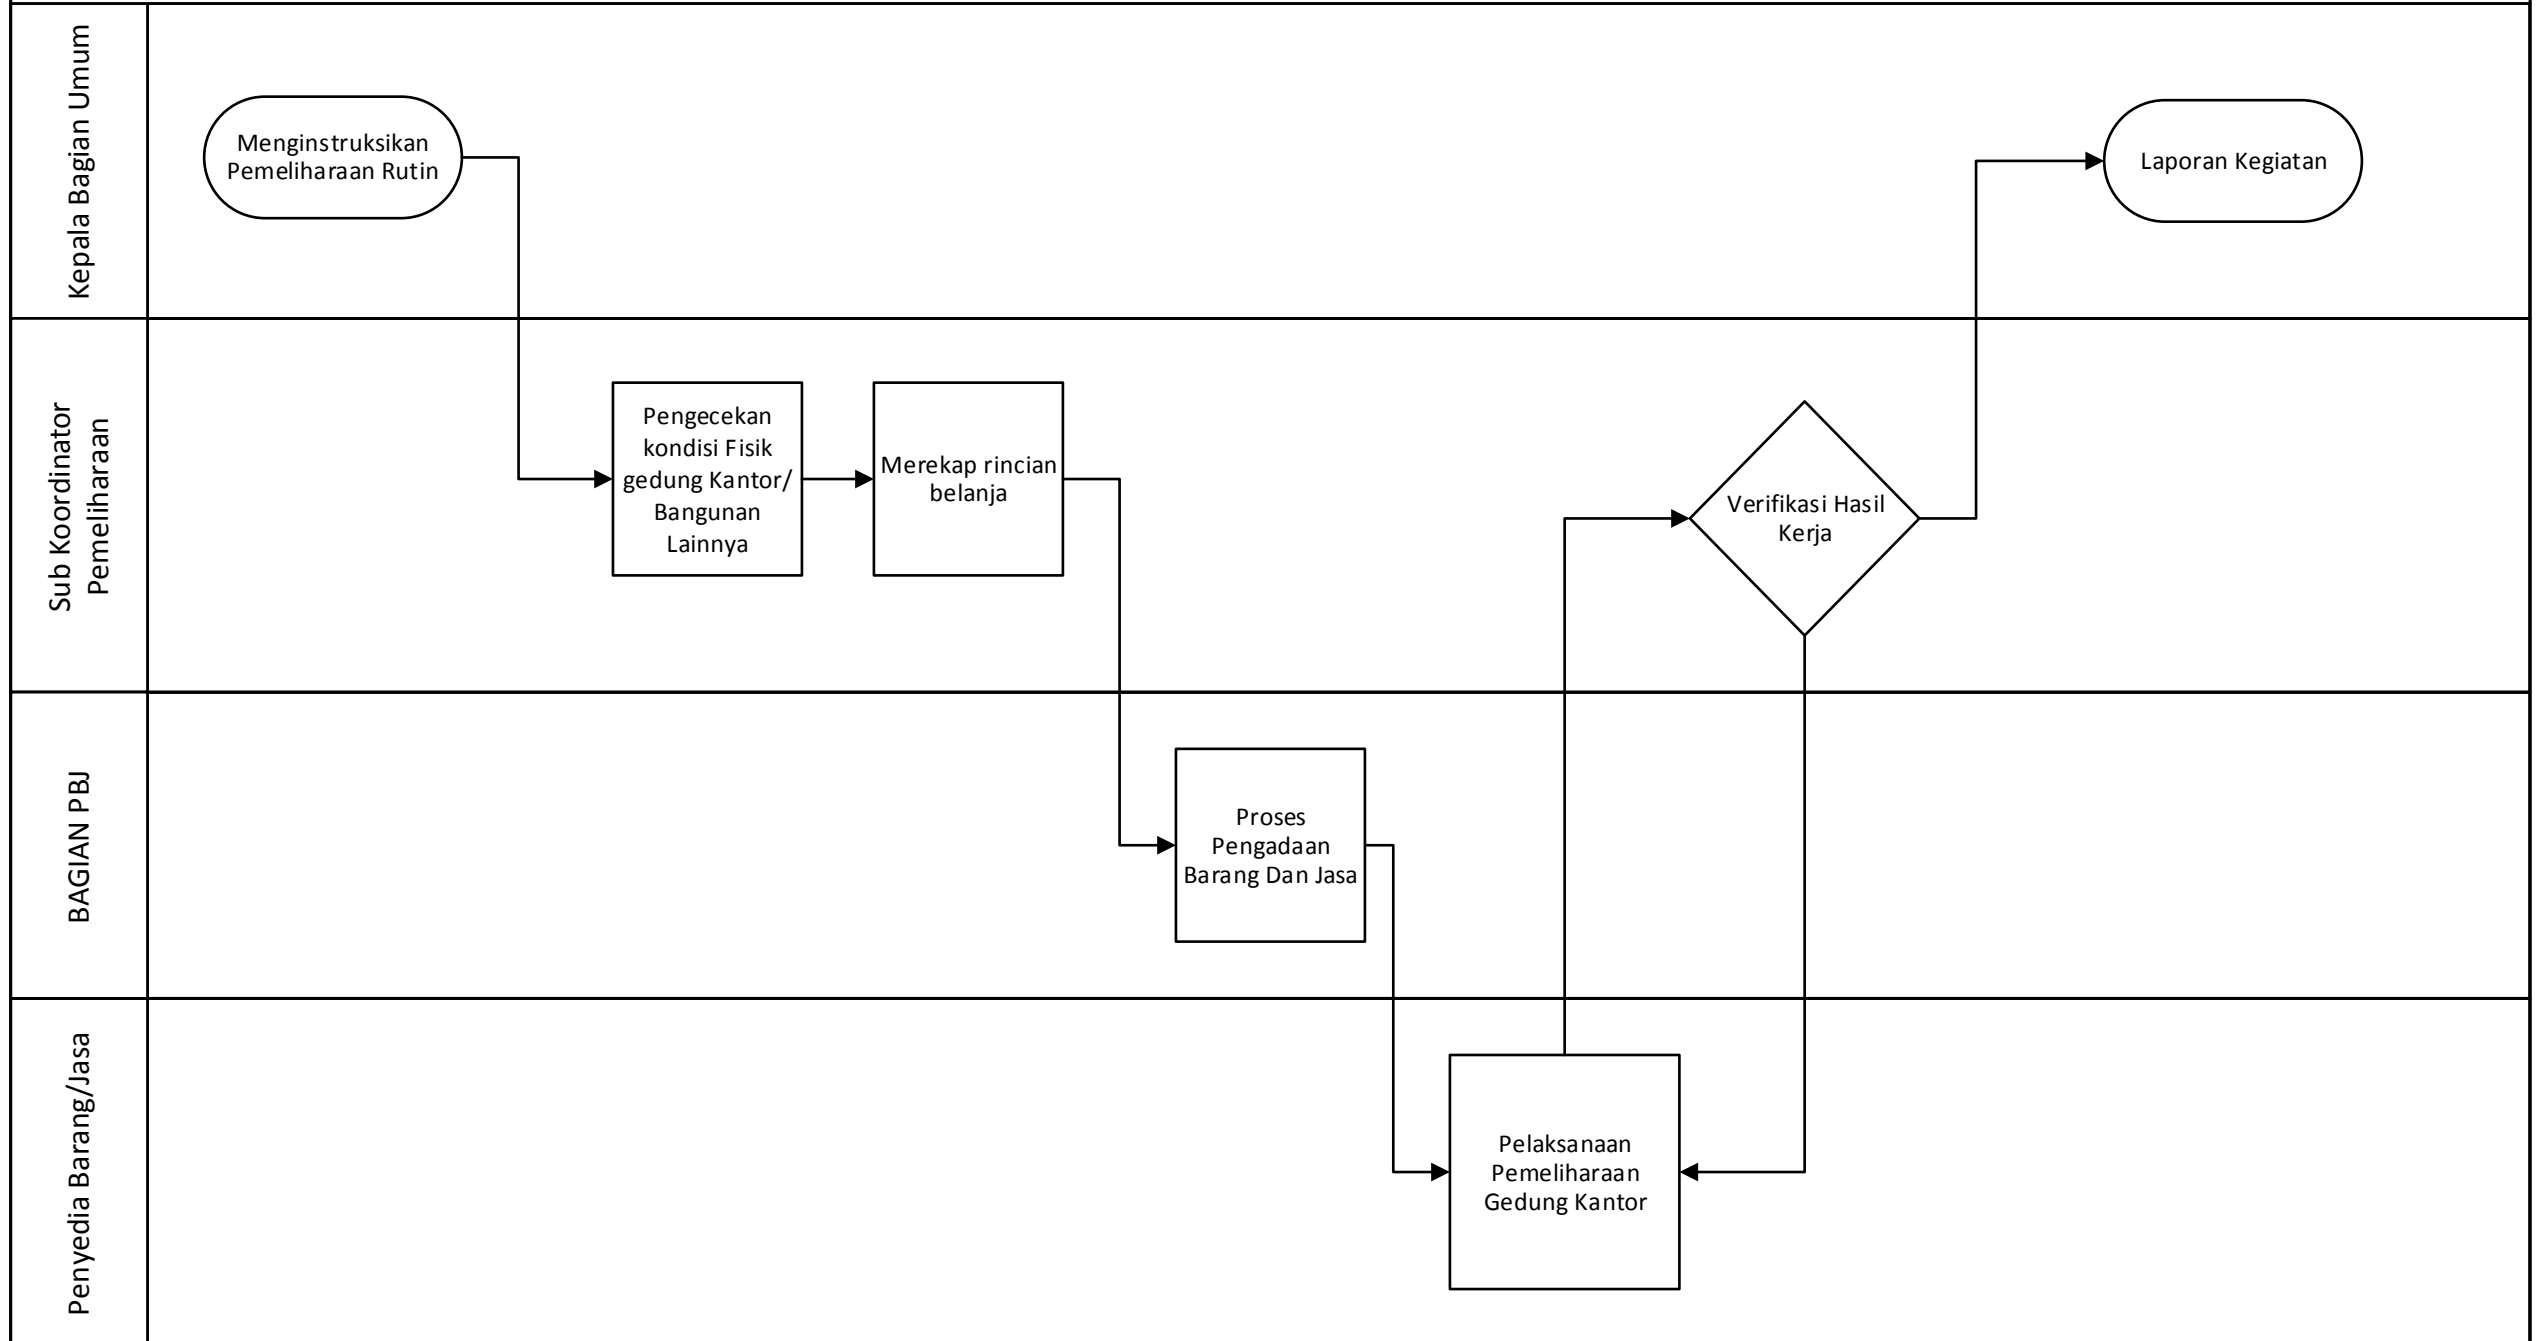 Kepala Bagian Umum
Menginstruksikan
Pemeliharaan Rutin
Laporan Kegiatan
Sub Koordinator
Pemeliharaan
Pengecekan
kondisi Fisik
gedung Kantor/
Bangunan
Lainnya
Merekap rincian
belanja
Verifikasi Hasil
Kerja
BAGIAN PBJ
Proses
Pengadaan
Barang Dan Jasa
Penyedia Barang/Jasa
Pelaksanaan
Pemeliharaan
Gedung Kantor